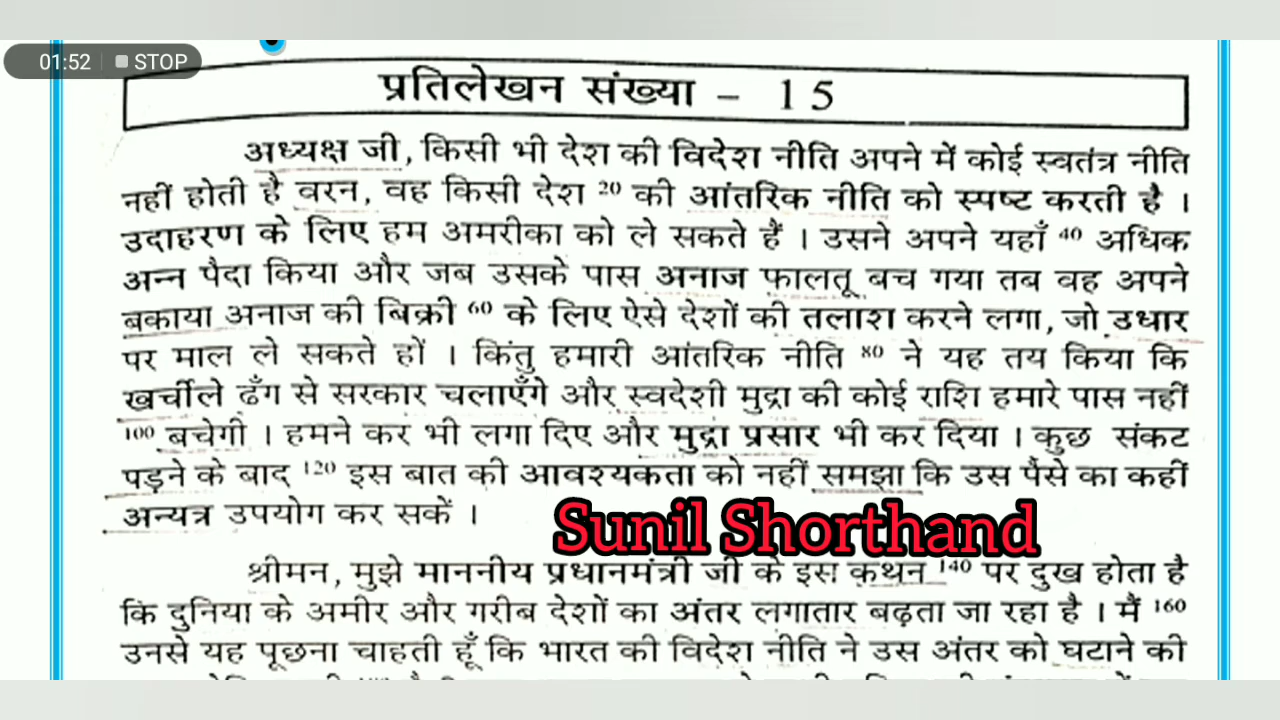 01:52 STOP
प्रतिलेखन संख्या – 15
अध्यक्ष जी, किसी भी देश की विदेश नीति अपने में कोई स्वतंत्र नीति
नहीं होती है वरन, वह किसी देश 20 की आंतरिक नीति को स्पष्ट करती है ।
उदाहरण के लिए हम अमरीका को ले सकते हैं । उसने अपने यहाँ 40 अधिक
अन्न पैदा किया और जब उसके पास अनाज फालतू बच गया तब वह अपने
बकाया अनाज की बिक्री 60 के लिए ऐसे देशों की तलाश करने लगा, जो उधार
पर माल ले सकते हों । किंतु हमारी आंतरिक नीति 80 ने यह तय किया कि
खर्चीले ढँग से सरकार चलाएँगे और स्वदेशी मुद्रा की कोई राशि हमारे पास नहीं
100 बचेगी । हमने कर भी लगा दिए और मुद्रा प्रसार भी कर दिया । कुछ संकट
पड़ने के बाद 120 इस बात की आवश्यकता को नहीं समझा कि उस पैसे का कहीं
अन्यत्र उपयोग कर सकें ।
Sunil Shorthand
श्रीमन, मुझे माननीय प्रधानमंत्री जी के इस कथन 140 पर दुख होता है
कि दुनिया के अमीर और गरीब देशों का अंतर लगातार बढ़ता जा रहा है । मैं 160
उनसे यह पूछना चाहती हूँ कि भारत की विदेश नीति ने उस अंतर को घटाने की